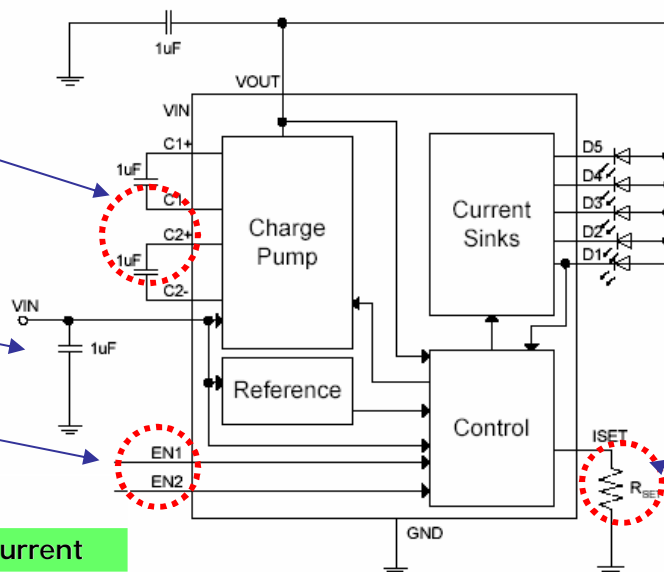 1uF
VOUT
VIN
C1+
1uF
C1-
C2+
1uF
C2-
Charge
Pump
Current
Sinks
D5
D4
D3
D2
D1
VIN
1uF
Reference
Control
EN1
EN2
ISET
RSET
GND
urrent